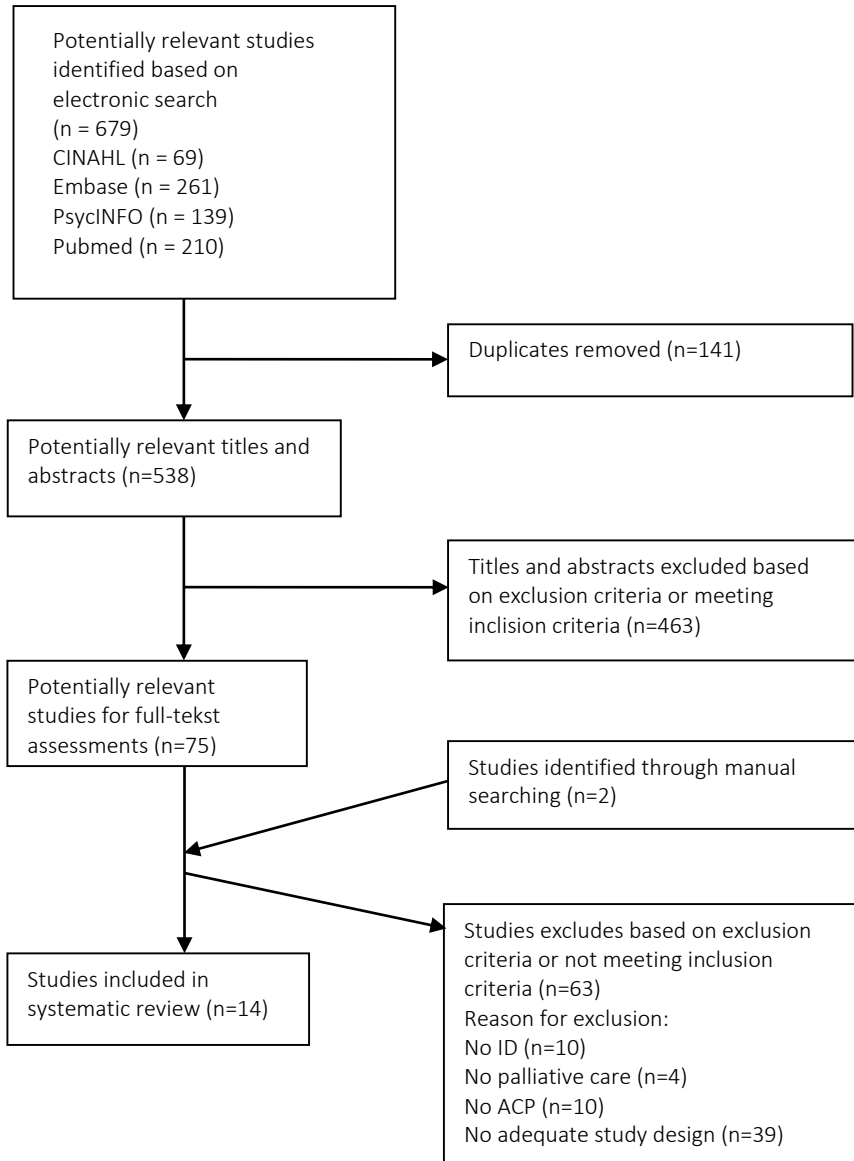 Potentially relevant studies
identified based on
electronic search
(n = 679)
CINAHL (n = 69)
Embase (n = 261)
PsycINFO (n = 139)
Pubmed (n = 210)
Duplicates removed (n=141)
Potentially relevant titles and
abstracts (n=538)
Titles and abstracts excluded based
on exclusion criteria or meeting
inclision criteria (n=463)
Potentially relevant
studies for full-tekst
assessments (n=75)
Studies identified through manual
searching (n=2)
Studies excludes based on exclusion
criteria or not meeting inclusion
criteria (n=63)
Reason for exclusion:
No ID (n=10)
No palliative care (n=4)
No ACP (n=10)
No adequate study design (n=39)
Studies included in
systematic review (n=14)